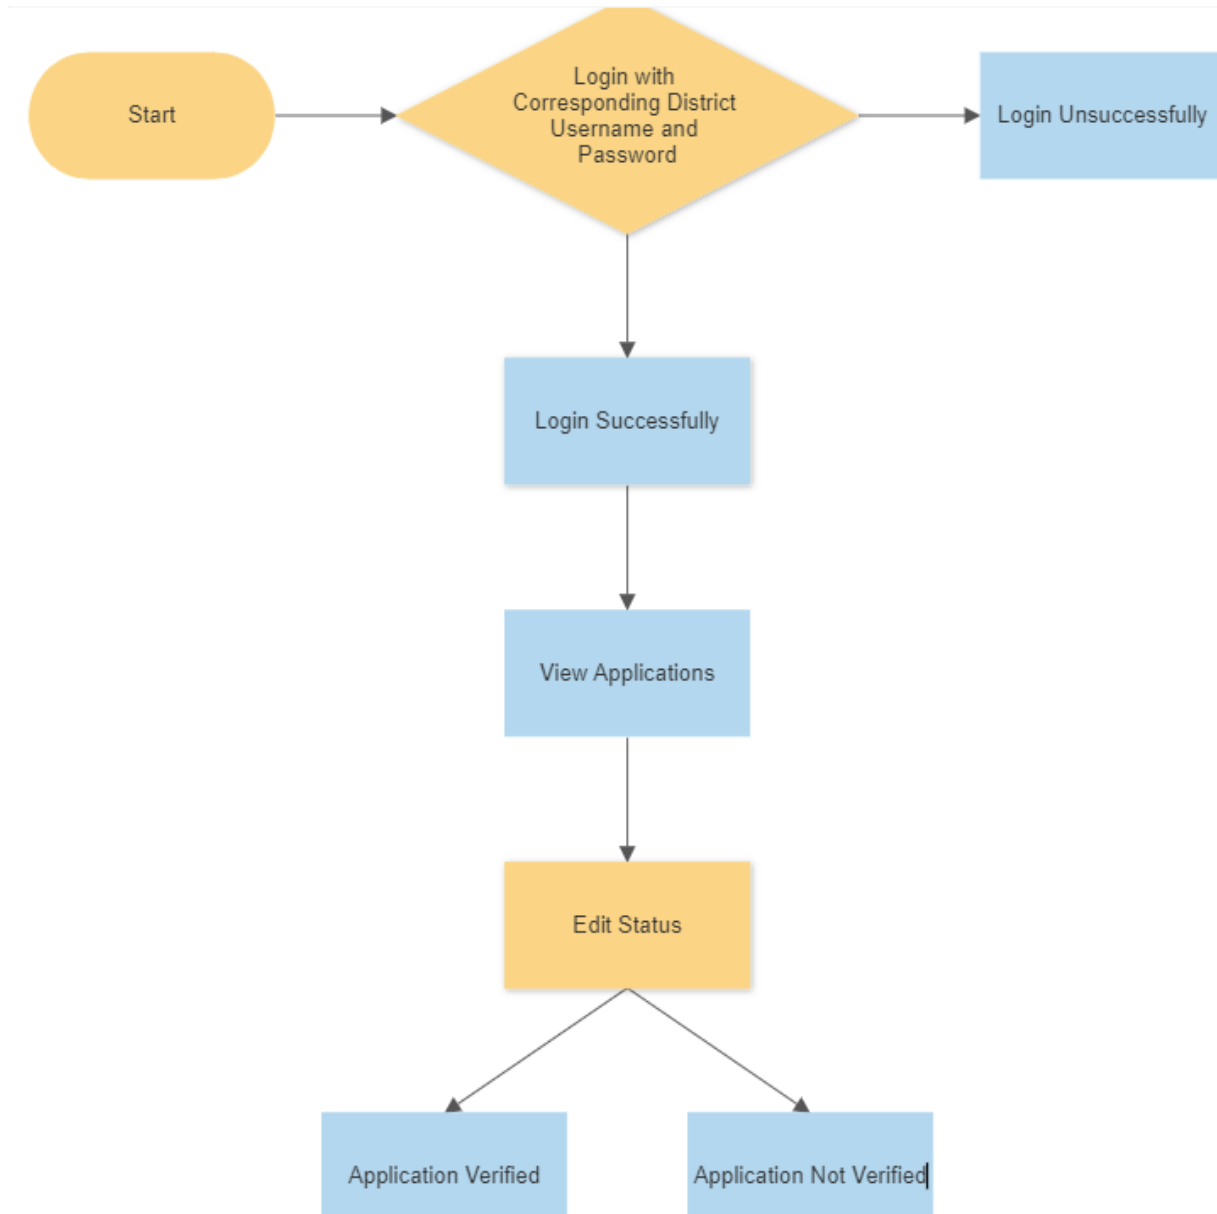 Start
Login with
Corresponding District
Username and
Password
Login Unsuccessfully
Login Successfully
View Applications
Edit Status
Application Verified
Application Not Verified